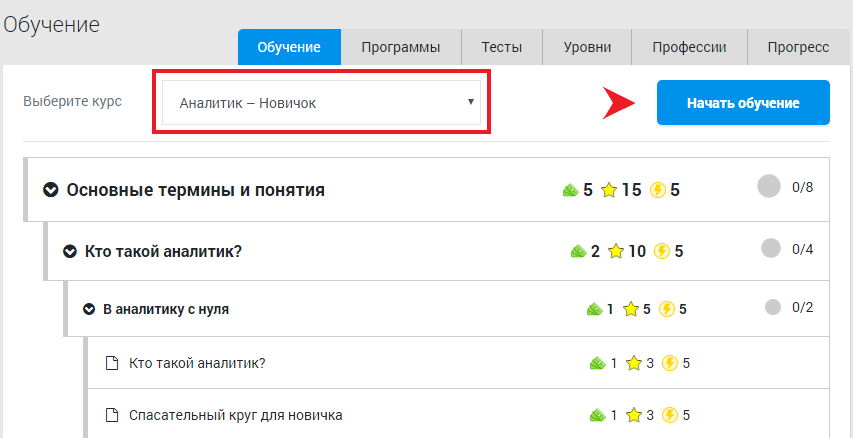 Обучение
Обучение Программы Тесты Уровни Профессии Прогресс
Выберите курс Аналитик – Новичок Начать обучение
Основные термины и понятия 5 15 5 0/8
Кто такой аналитик? 2 10 5 0/4
В аналитику с нуля 1 5 5 0/2
Кто такой аналитик? 1 3 5
Спасательный круг для новичка 1 3 5